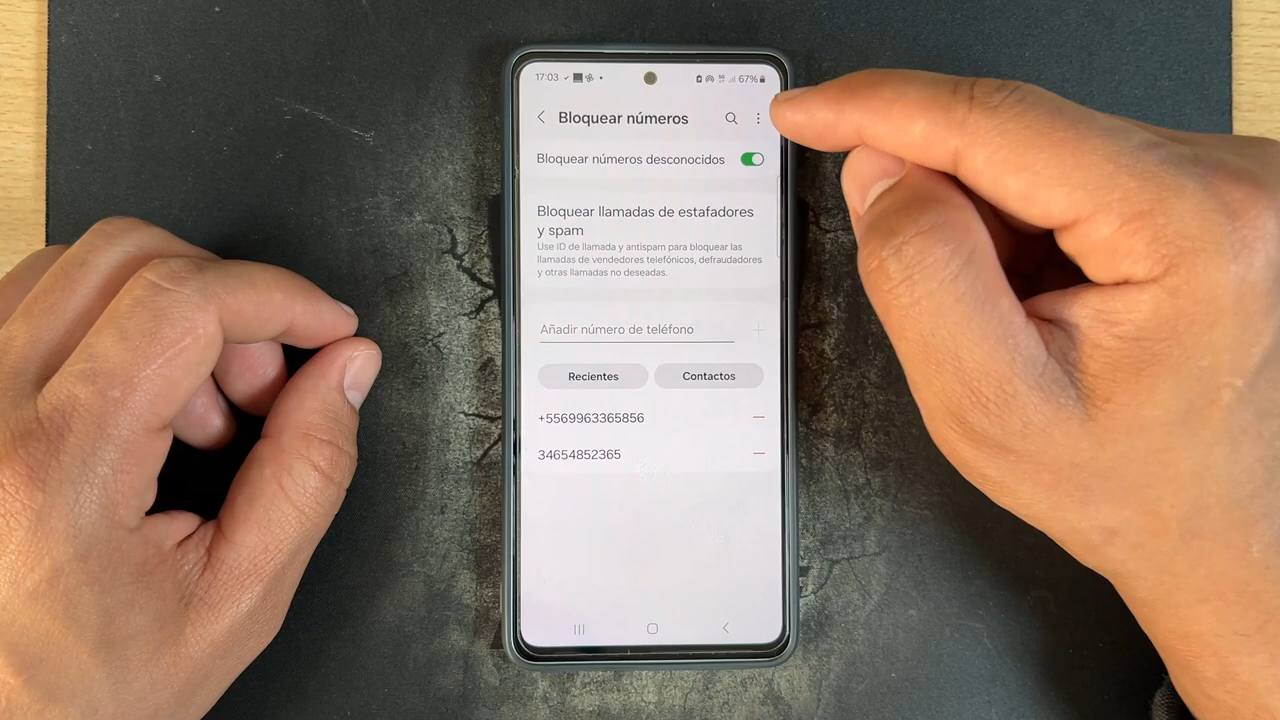 17:03
67%
Bloquear números
Bloquear números desconocidos
Bloquear llamadas de estafadores
y spam
Use ID de llamada y antispam para bloquear las
llamadas de vendedores telefónicos, defraudadores
y otras llamadas no deseadas.
Añadir número de teléfono
Recientes
Contactos
+5569963365856
34654852365